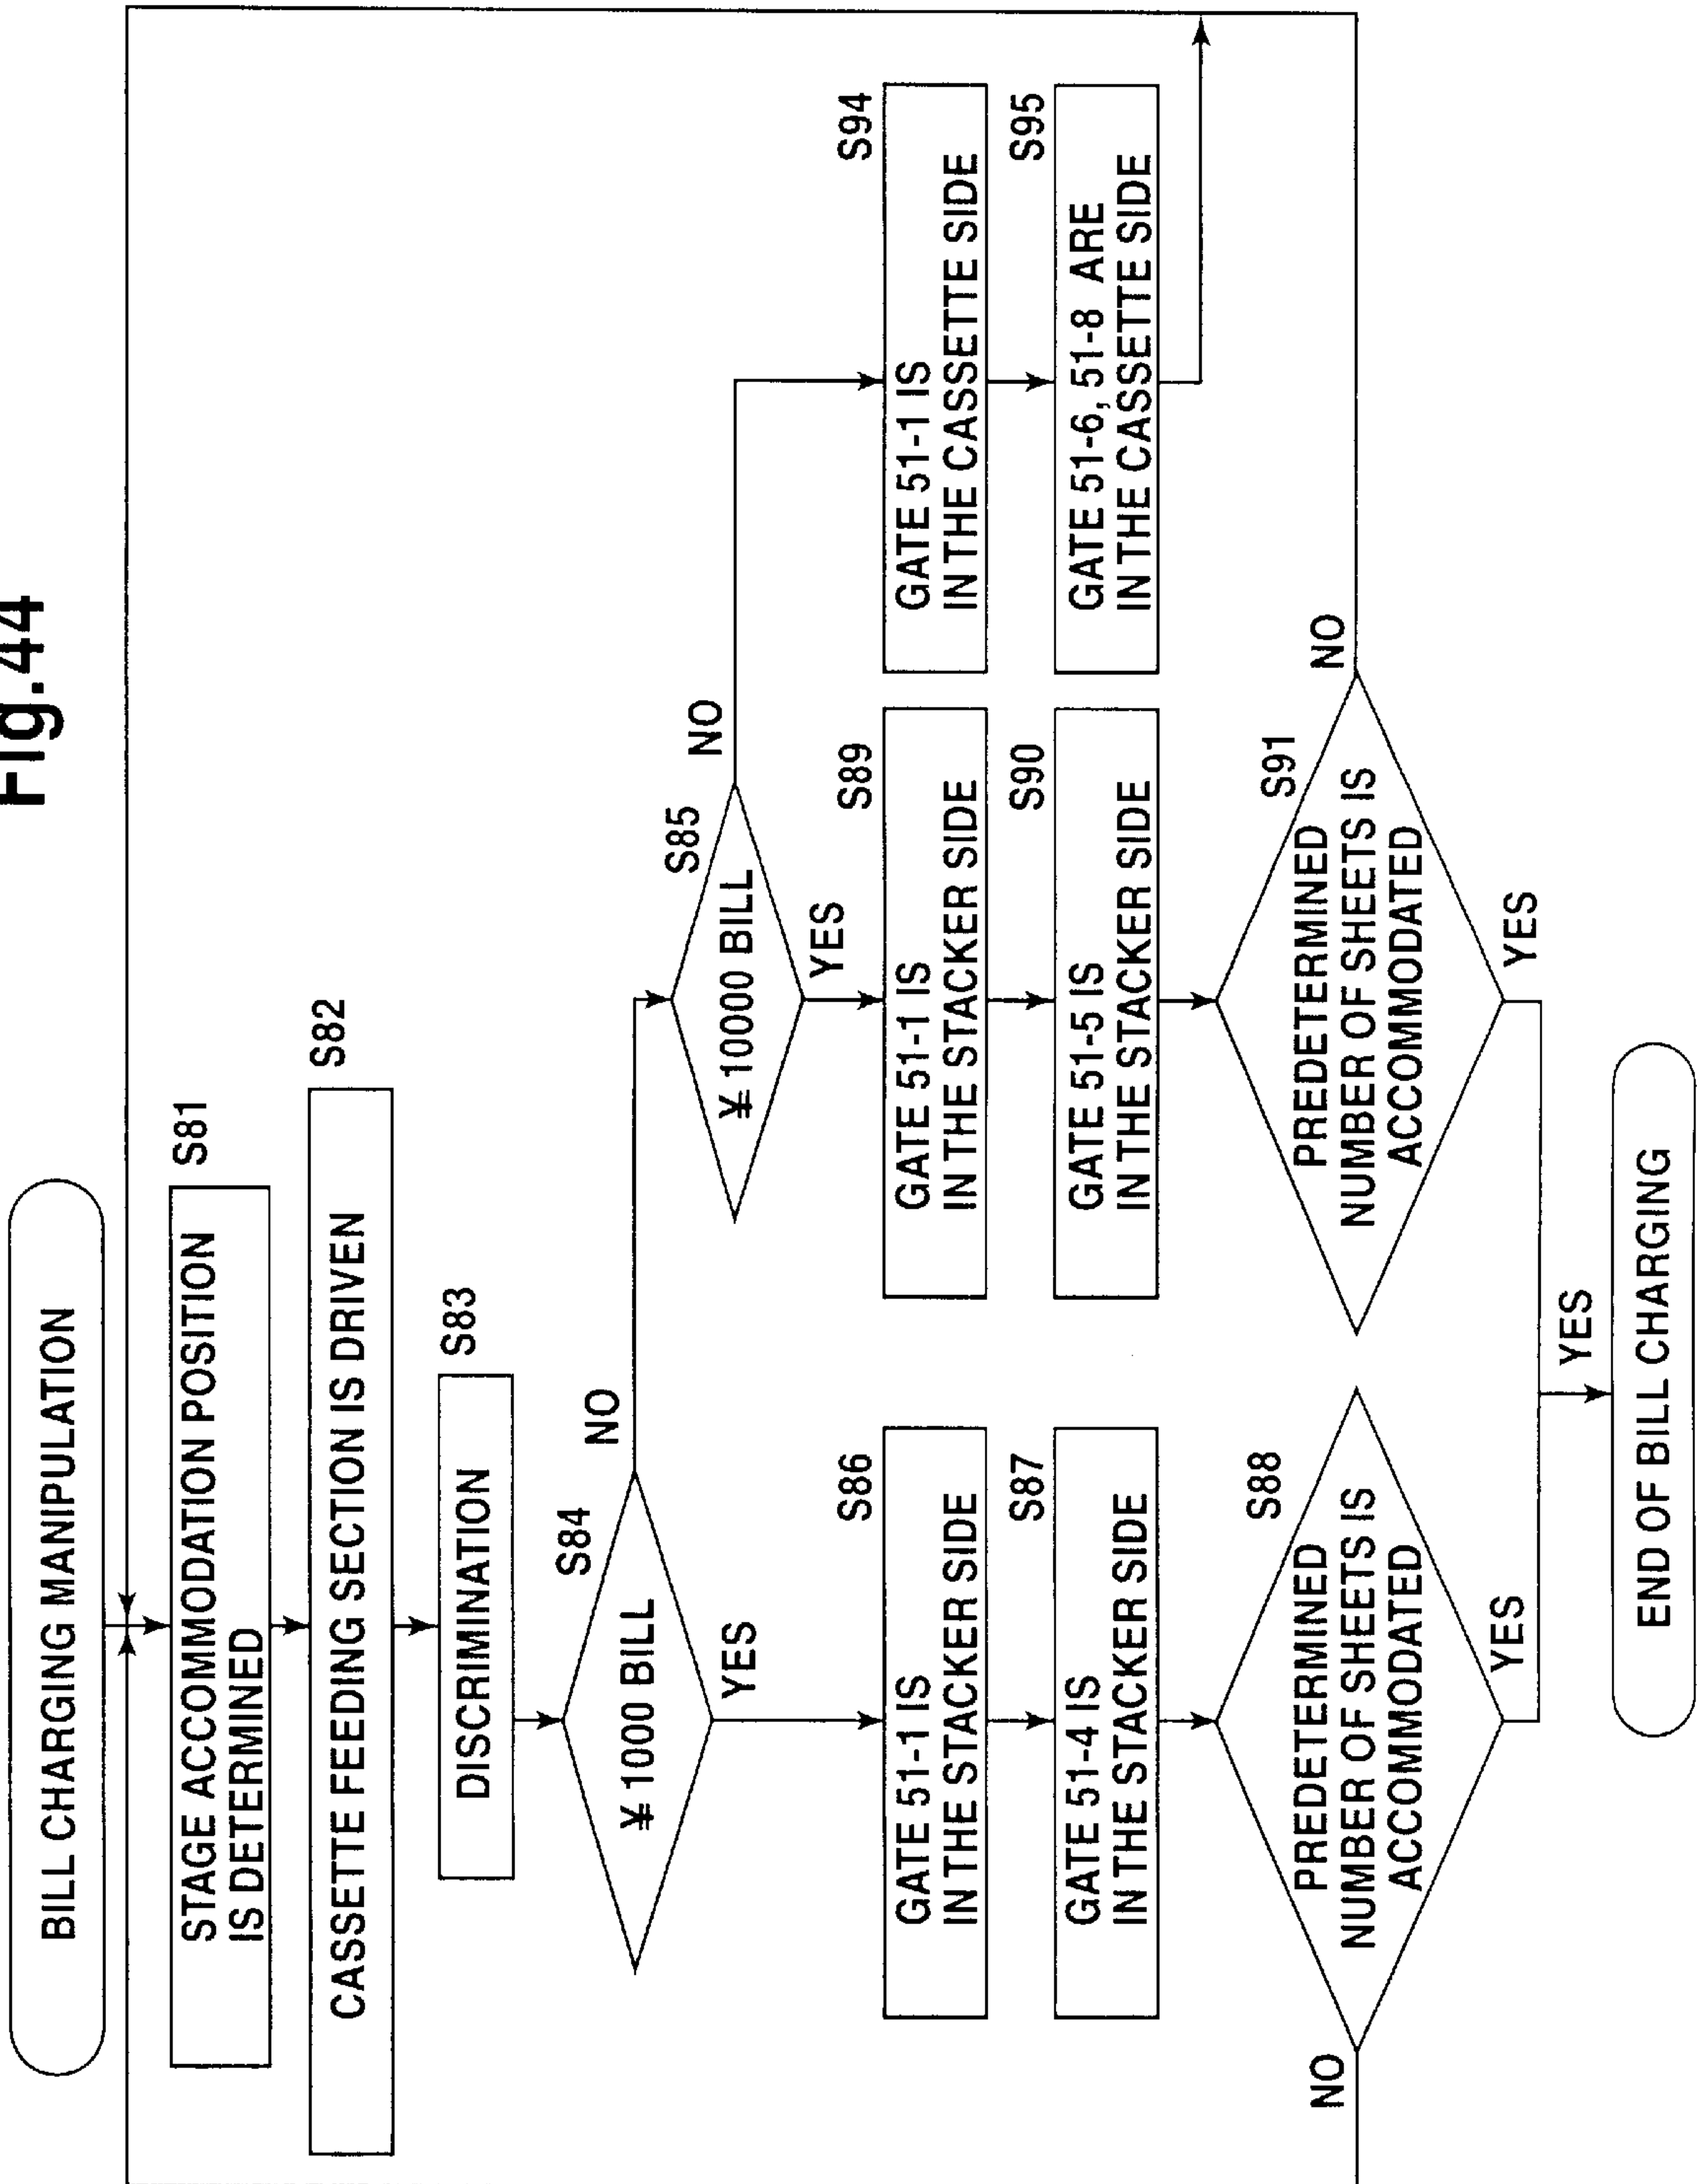 Fig.44
BILL CHARGING MANIPULATION
S81
STAGE ACCOMMODATION POSITION
IS DETERMINED
S82
CASSETTE FEEDING SECTION IS DRIVEN
S83
DISCRIMINATION
S84
¥ 1000 BILL
NO
YES
S85
¥ 10000 BILL
NO
YES
S86
GATE 51-1 IS
IN THE STACKER SIDE
S87
GATE 51-4 IS
IN THE STACKER SIDE
S88
PREDETERMINED
NUMBER OF SHEETS IS
ACCOMMODATED
NO
YES
S89
GATE 51-1 IS
IN THE STACKER SIDE
S90
GATE 51-5 IS
IN THE STACKER SIDE
S91
PREDETERMINED
NUMBER OF SHEETS IS
ACCOMMODATED
NO
YES
S94
GATE 51-1 IS
IN THE CASSETTE SIDE
S95
GATE 51-6, 51-8 ARE
IN THE CASSETTE SIDE
YES
END OF BILL CHARGING